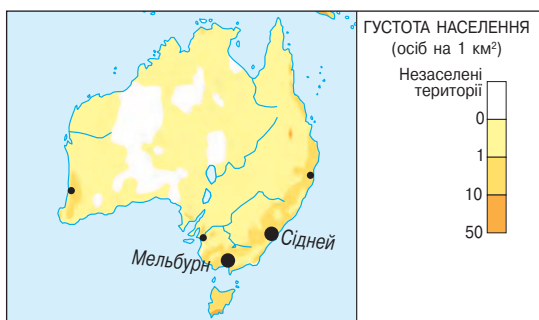 ГУСТОТА НАСЕЛЕННЯ
(осіб на 1 км²)
Незаселені
території
0
1
10
50
Сідней
Мельбурн